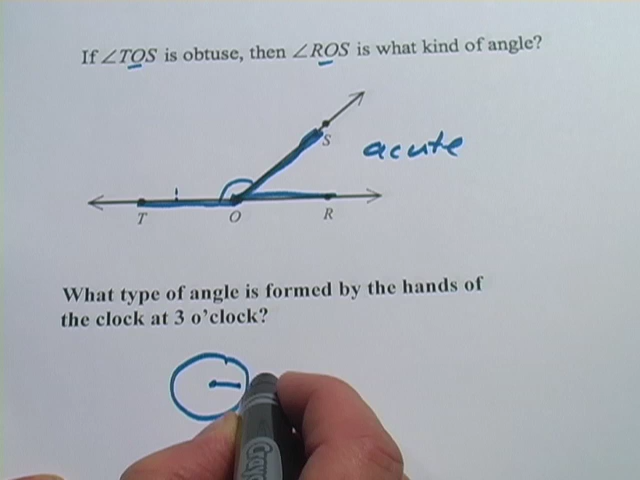 If ∠TOS is obtuse, then ∠ROS is what kind of angle?
S
acute
T O R
What type of angle is formed by the hands of
the clock at 3 o'clock?